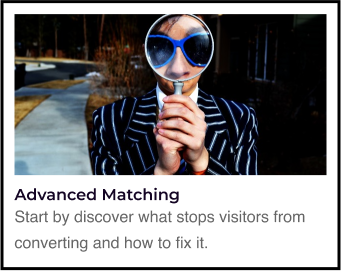 Advanced Matching
Start by discover what stops visitors from
converting and how to fix it.